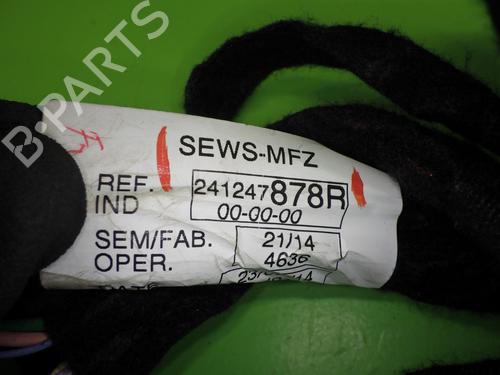 B-PARTS
SEWS-MFZ
REF. 241247878R
IND 00-00-00
SEM/FAB. 21/14
OPER. 4636